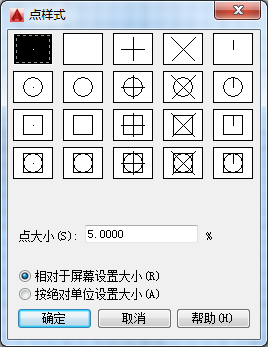 点样式
点大小(S): 5.0000 %
相对于屏幕设置大小(R)
按绝对单位设置大小(A)
确定 取消 帮助(H)